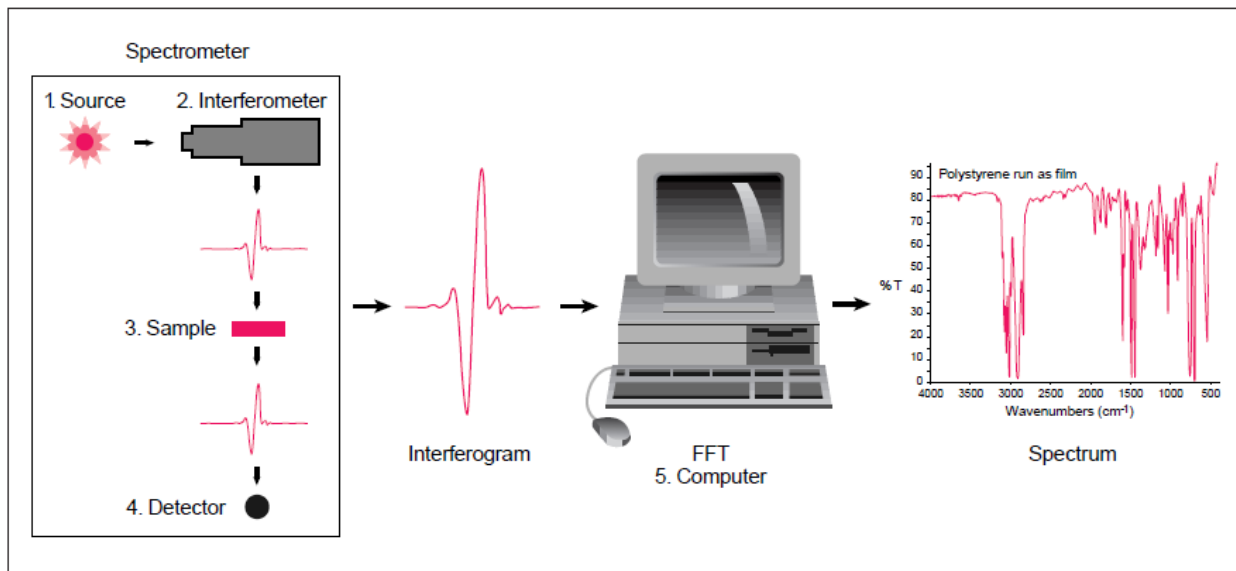 Spectrometer
1. Source
2. Interferometer
3. Sample
4. Detector
Interferogram
FFT
5. Computer
Polystyrene run as film
%T
90
80
70
60
50
40
30
20
10
0
4000 3000 2500 2000 1500 1000 500
Wavenumbers (cm-1)
Spectrum